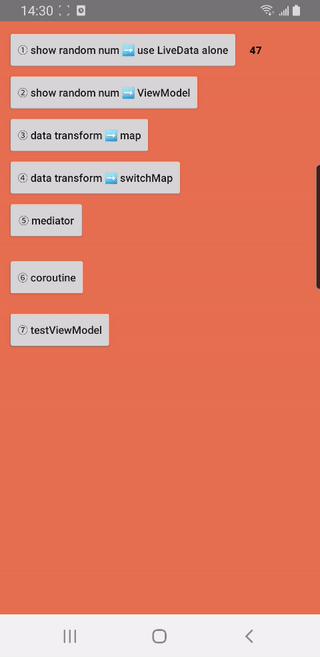 14:30
① show random num ➡️ use LiveData alone 47
② show random num ➡️ ViewModel
③ data transform ➡️ map
④ data transform ➡️ switchMap
⑤ mediator
⑥ coroutine
⑦ testViewModel